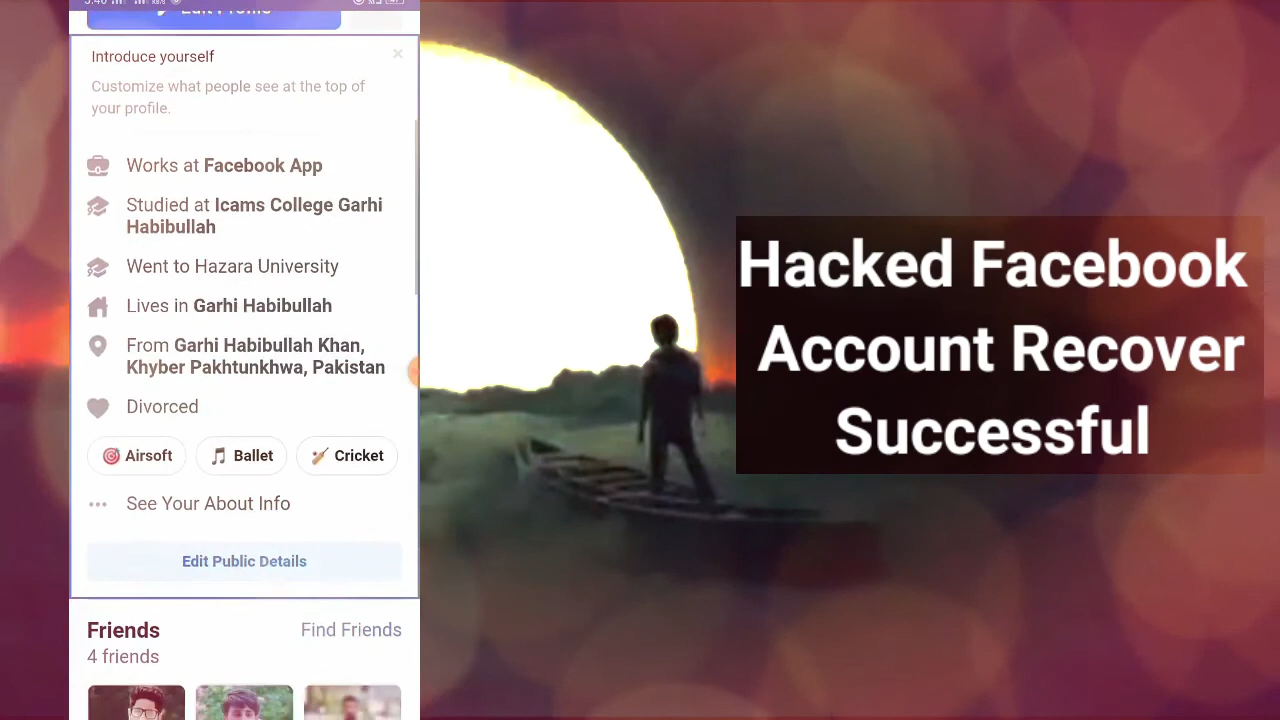 Edit Profile
Introduce yourself
Customize what people see at the top of
your profile.
Works at Facebook App
Studied at Icams College Garhi
Habibullah
Went to Hazara University
Lives in Garhi Habibullah
From Garhi Habibullah Khan,
Khyber Pakhtunkhwa, Pakistan
Divorced
Airsoft Ballet Cricket
See Your About Info
Edit Public Details
Friends Find Friends
4 friends
Hacked Facebook
Account Recover
Successful